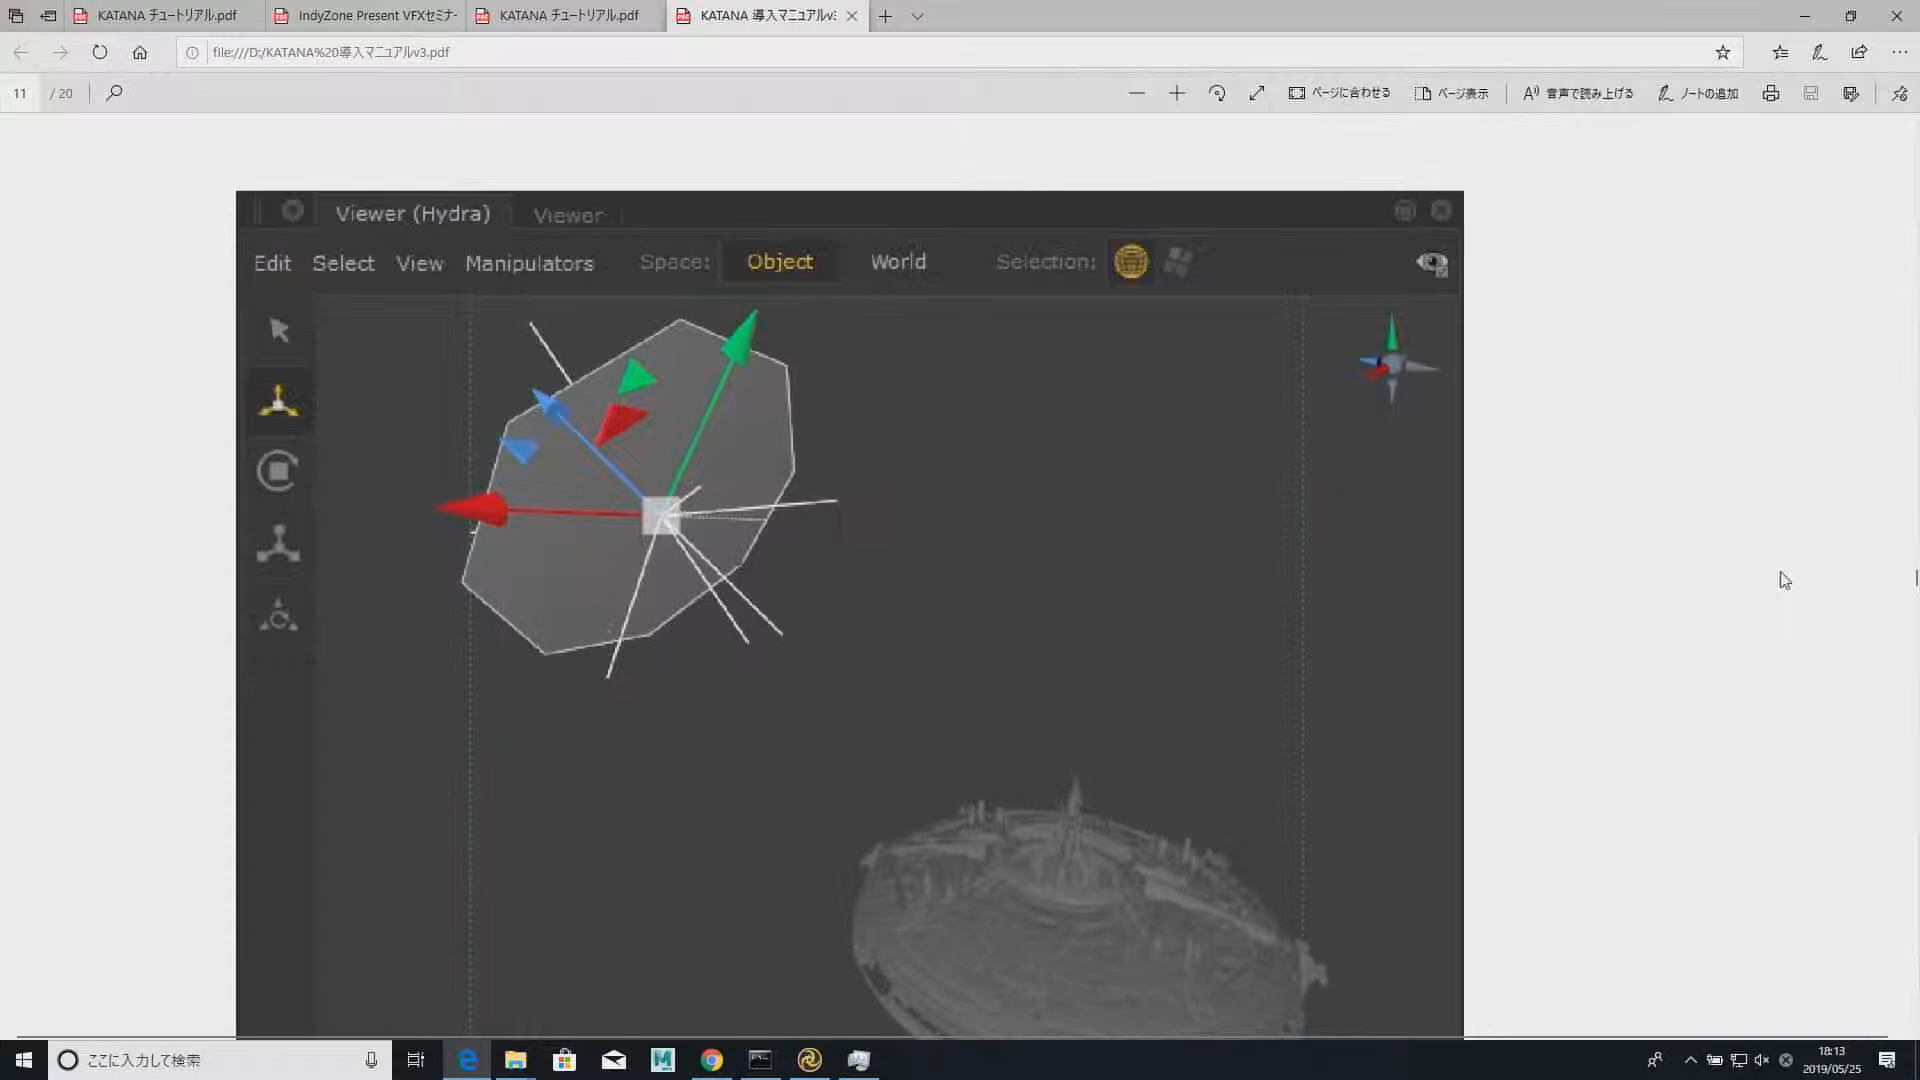 KATANA チュートリアル.pdf
IndyZone Present VFXセミナ-
KATANA チュートリアル.pdf
KATANA 導入マニュアルv3
file:///D:/KATANA%20導入マニュアルv3.pdf
11 / 20
ページに合わせる
ページ表示
音声で読み上げる
ノートの追加
Viewer (Hydra)
Viewer
Edit
Select
View
Manipulators
Space:
Object
World
Selection:
ここに入力して検索
18:13
2019/05/25